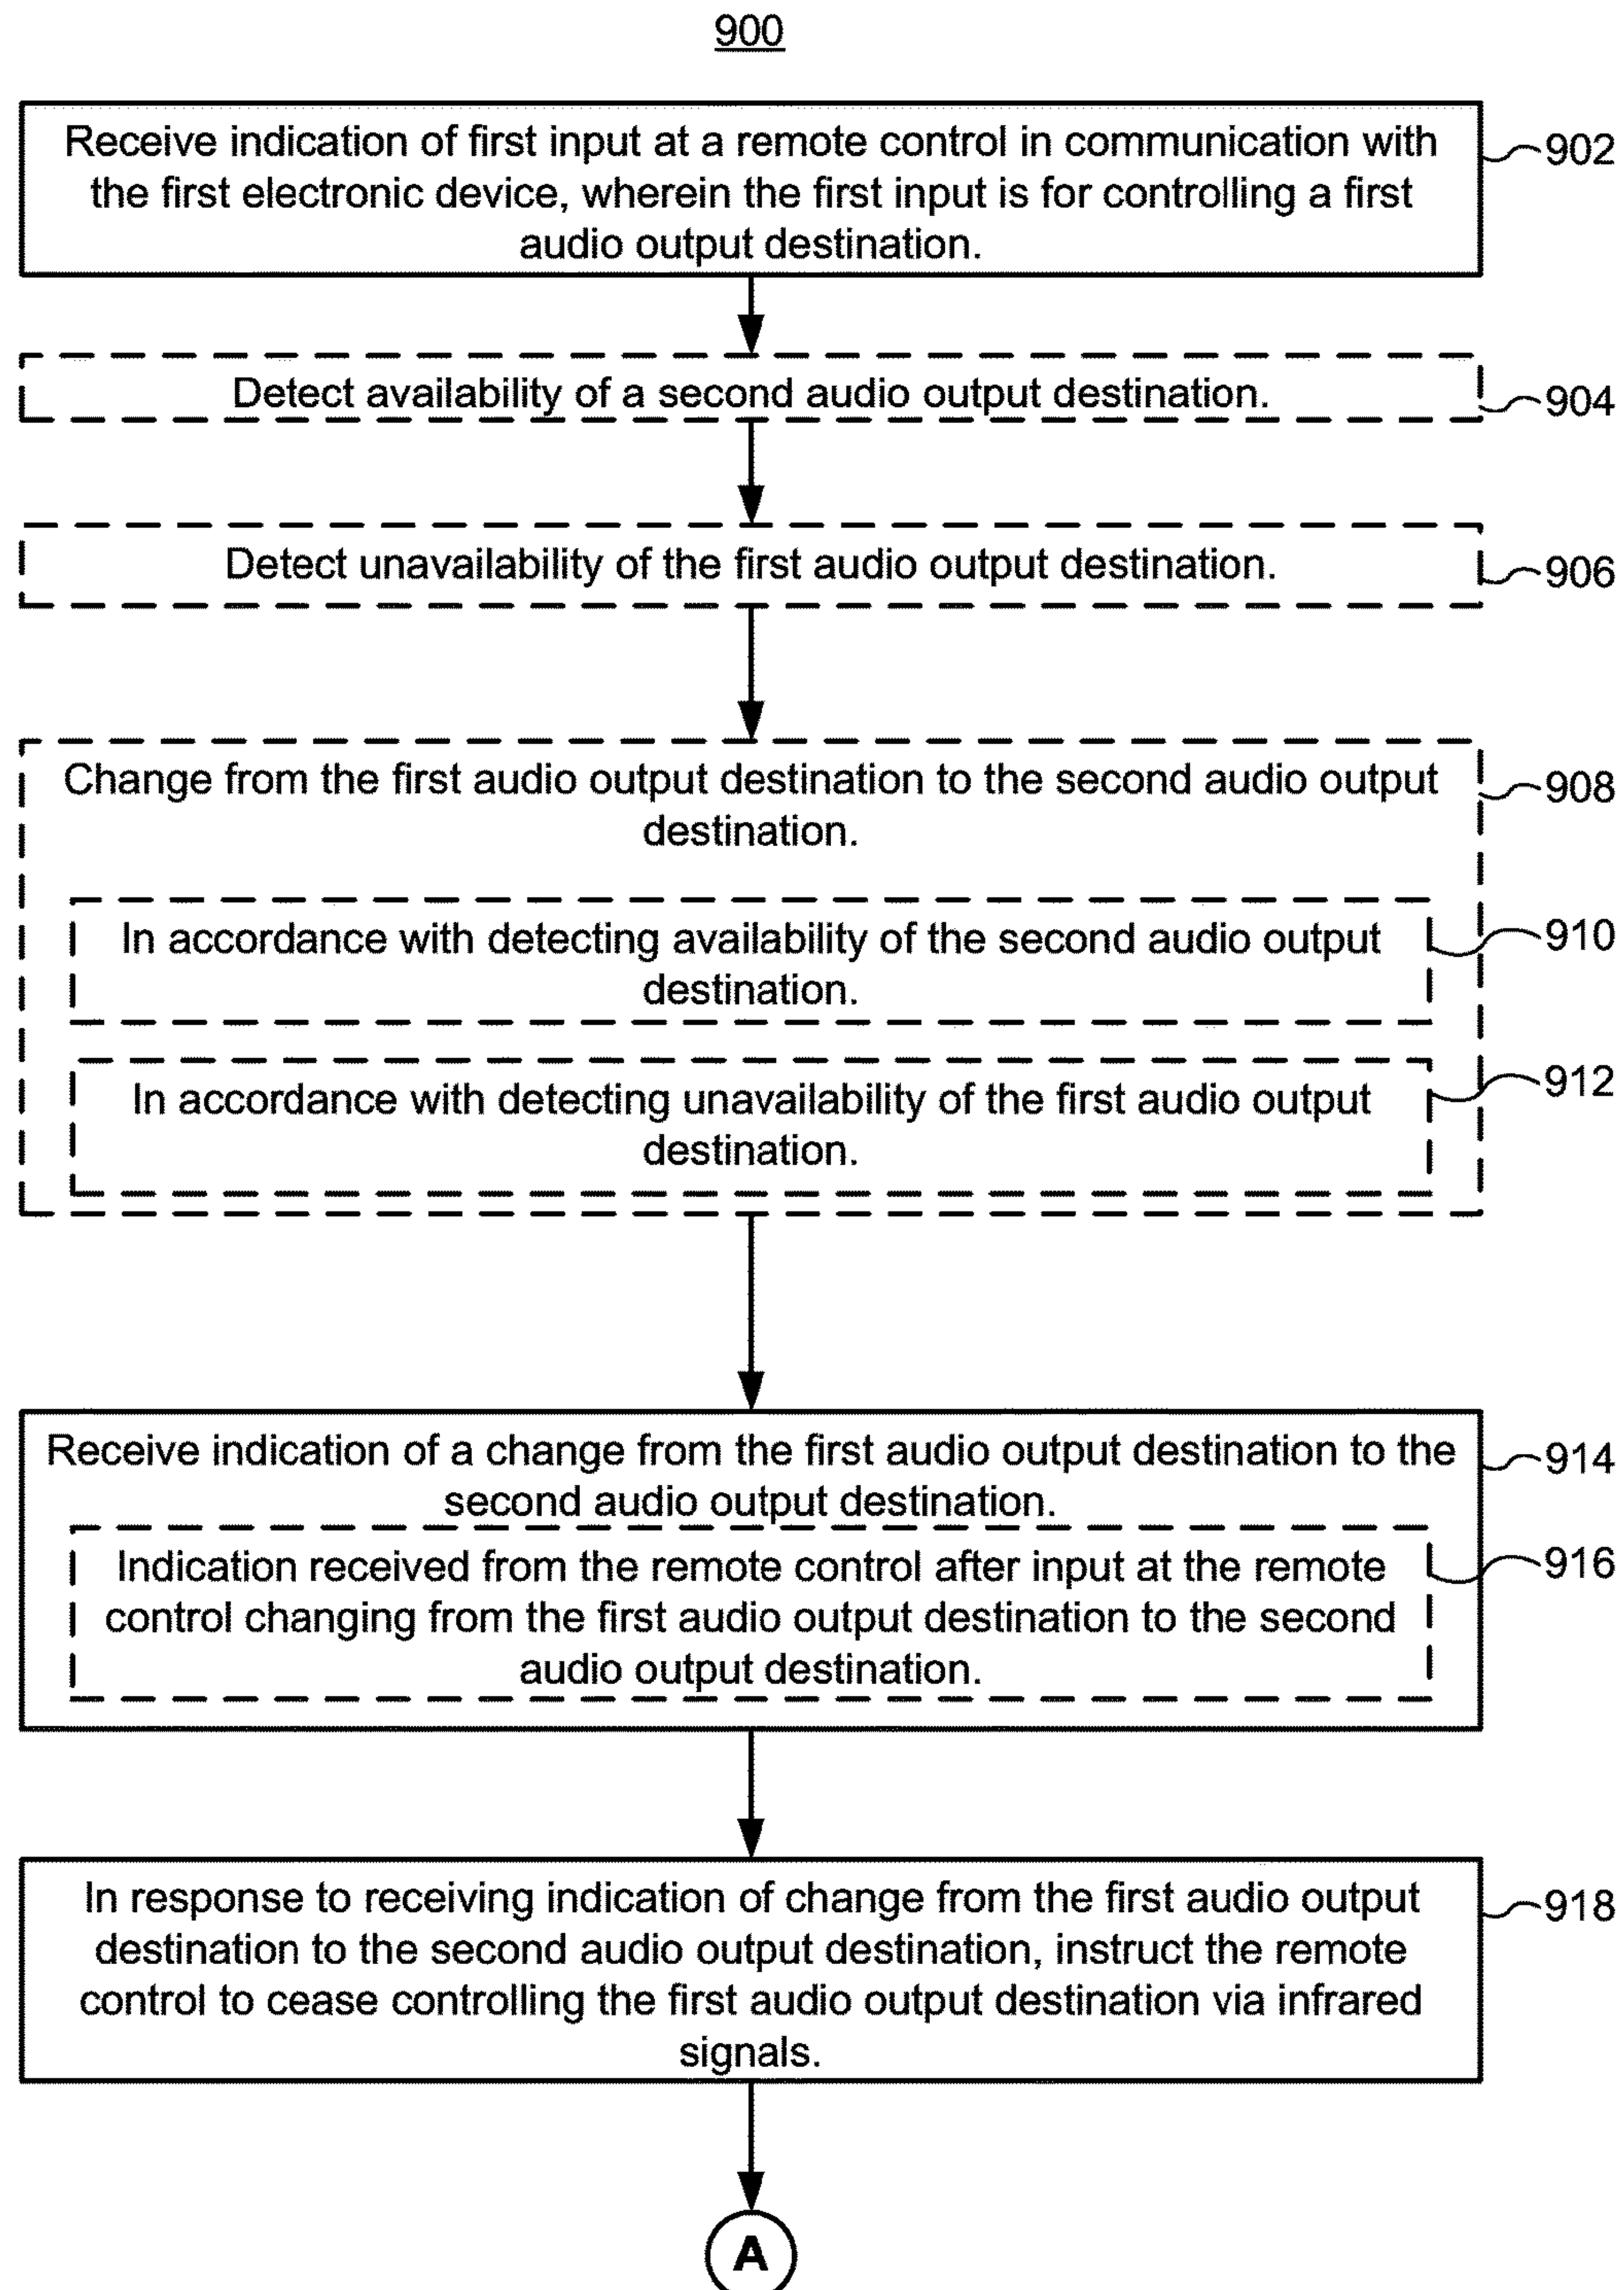 900
Receive indication of first input at a remote control in communication with
the first electronic device, wherein the first input is for controlling a first
audio output destination.
902
Detect availability of a second audio output destination.
904
Detect unavailability of the first audio output destination.
906
Change from the first audio output destination to the second audio output
destination.
908
In accordance with detecting availability of the second audio output
destination.
910
In accordance with detecting unavailability of the first audio output
destination.
912
Receive indication of a change from the first audio output destination to the
second audio output destination.
914
Indication received from the remote control after input at the remote
control changing from the first audio output destination to the second
audio output destination.
916
In response to receiving indication of change from the first audio output
destination to the second audio output destination, instruct the remote
control to cease controlling the first audio output destination via infrared
signals.
918
A